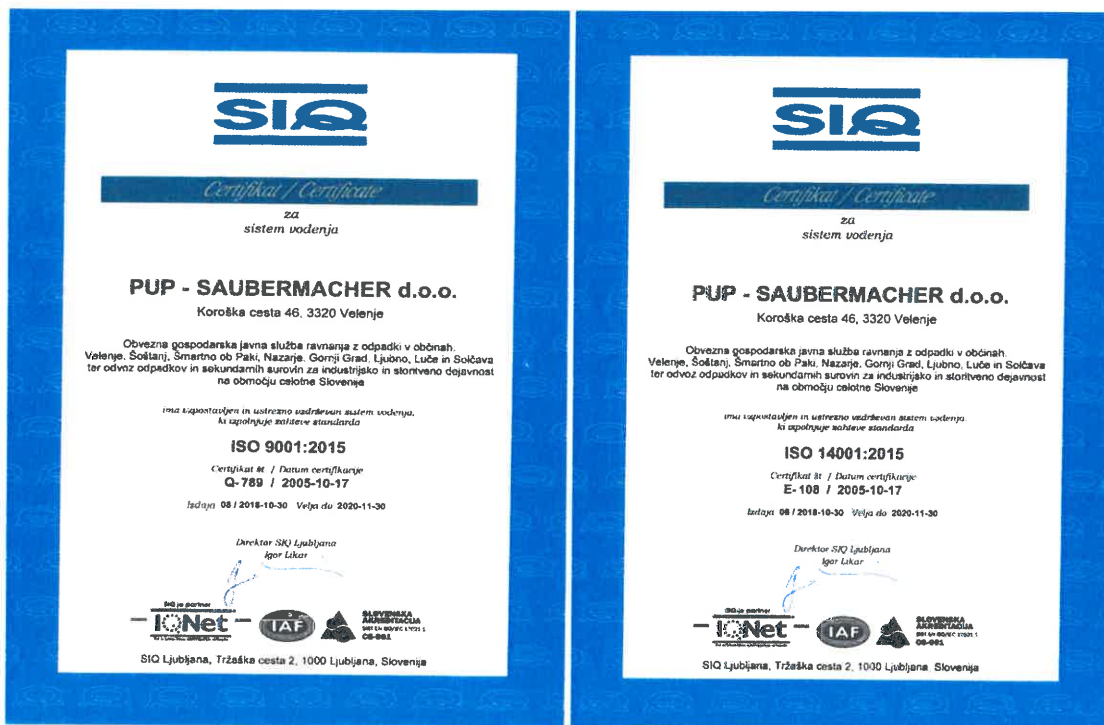 SIQ
Certifikat / Certificate
za
sistem vodenja
PUP - SAUBERMACHER d.o.o.
Koroška cesta 46, 3320 Velenje
Obvezna gospodarska javna služba ravnanja z odpadki v občinah.
Velenje, Šoštanj, Šmartno ob Paki, Nazarje, Gornji Grad, Ljubno, Luče in Solčava
ter odvoz odpadkov in sekundarnih surovin za industrijsko in storitveno dejavnost
na območju celotne Slovenije
ima vzpostavljen in ustrezno vzdrževan sistem vodenja,
ki izpolnjuje zahteve standarda
ISO 9001:2015
Certifikat št / Datum certifikacije
Q-789 / 2005-10-17
Izdaja 08 / 2018-10-30 Velja do 2020-11-30
Direktor SIQ Ljubljana
Igor Likar
SIQ je partner
IQNet
IAF
SLOVENSKA
AKREDITACIJA
SIQ Ljubljana, Tržaška cesta 2, 1000 Ljubljana, Slovenija
SIQ
Certifikat / Certificate
za
sistem vodenja
PUP - SAUBERMACHER d.o.o.
Koroška cesta 46, 3320 Velenje
Obvezna gospodarska javna služba ravnanja z odpadki v občinah.
Velenje, Šoštanj, Šmartno ob Paki, Nazarje, Gornji Grad, Ljubno, Luče in Solčava
ter odvoz odpadkov in sekundarnih surovin za industrijsko in storitveno dejavnost
na območju celotne Slovenije
ima vzpostavljen in ustrezno vzdrževan sistem vodenja,
ki izpolnjuje zahteve standarda
ISO 14001:2015
Certifikat št / Datum certifikacije
E-108 / 2005-10-17
Izdaja 08 / 2018-10-30 Velja do 2020-11-30
Direktor SIQ Ljubljana
Igor Likar
SIQ je partner
IQNet
IAF
SLOVENSKA
AKREDITACIJA
SIQ Ljubljana, Tržaška cesta 2, 1000 Ljubljana, Slovenija